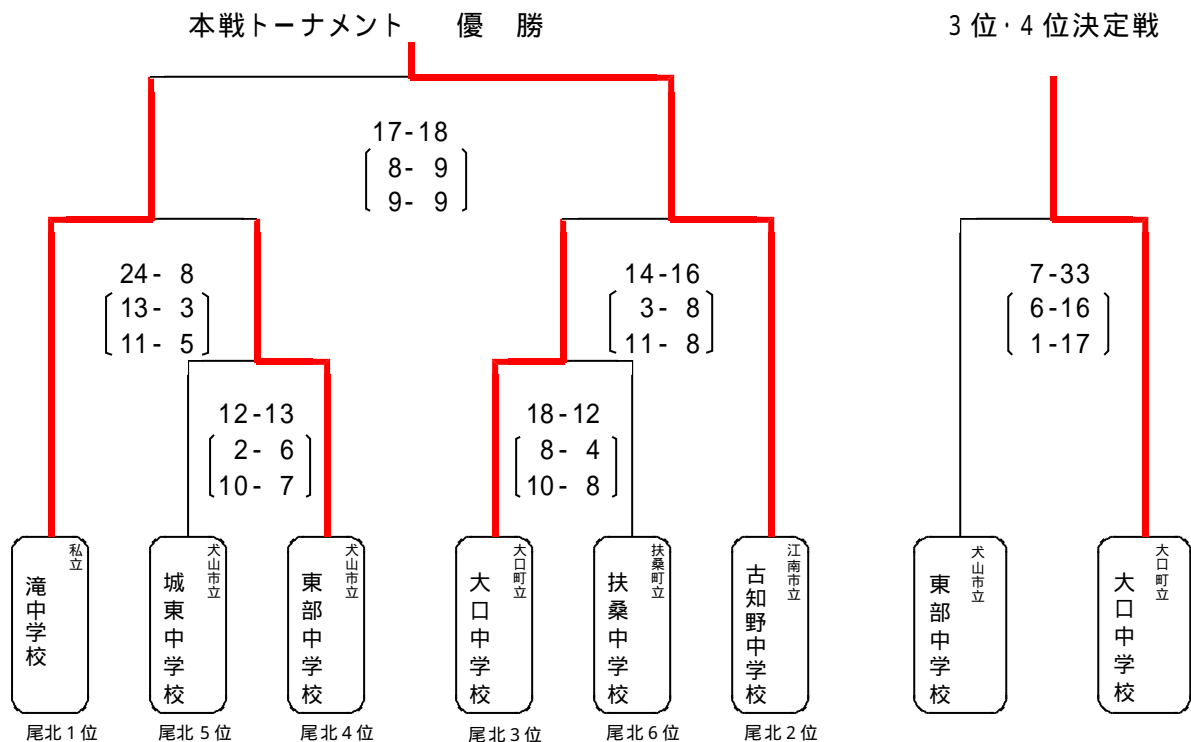 本戦トーナメント 優 勝
3位・4位決定戦
17-18
8- 9
9- 9
24- 8
13- 3
11- 5
14-16
3- 8
11- 8
7-33
6-16
1-17
12-13
2- 6
10- 7
18-12
8- 4
10- 8
私立
滝中学校
犬山市立
城東中学校
犬山市立
東部中学校
大口町立
大口中学校
扶桑町立
扶桑中学校
江南市立
古知野中学校
犬山市立
東部中学校
大口町立
大口中学校
尾北1位
尾北5位
尾北4位
尾北3位
尾北6位
尾北2位